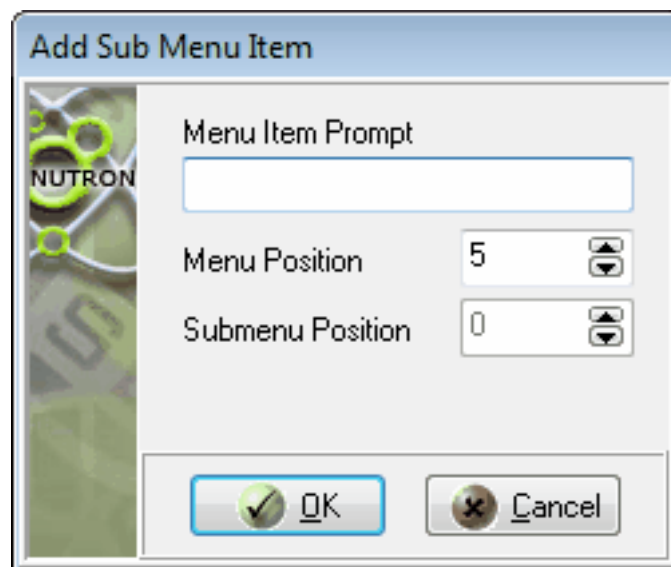 Add Sub Menu Item
NUTRON
Menu Item Prompt
Menu Position 5
Submenu Position 0
OK Cancel